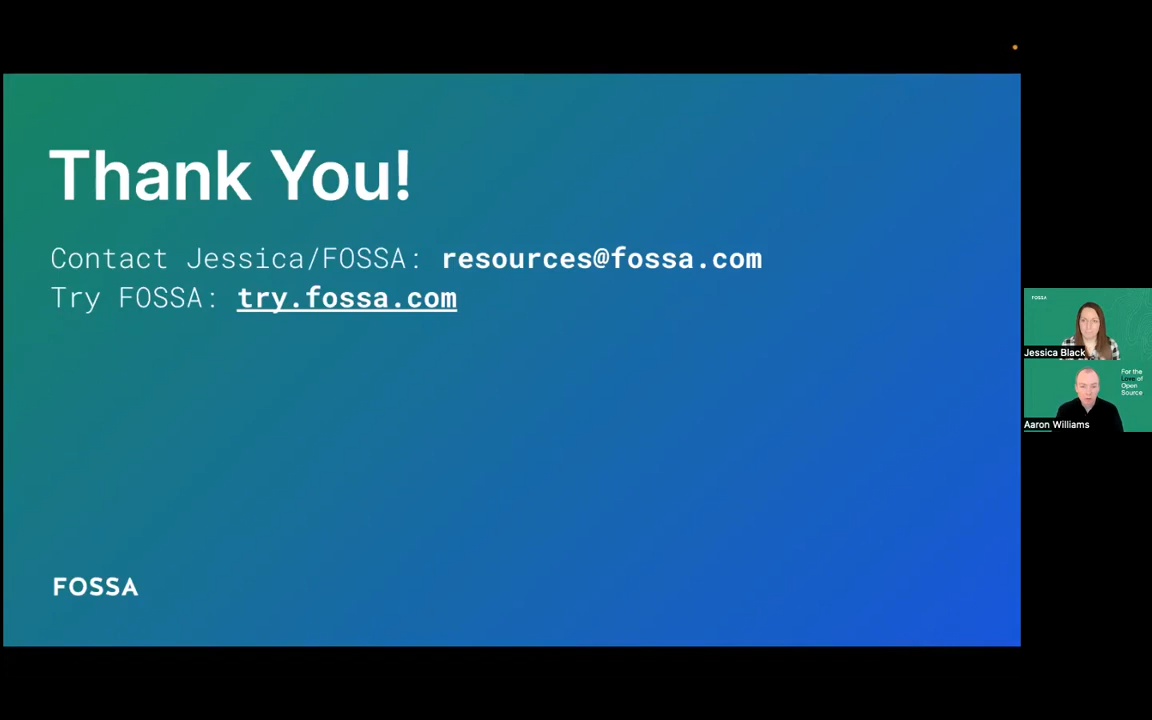 Thank You!
Contact Jessica/FOSSA: resources@fossa.com
Try FOSSA: try.fossa.com
FOSSA
FOSSA
Jessica Black
For the
Love of
Open
Source
Aaron Williams